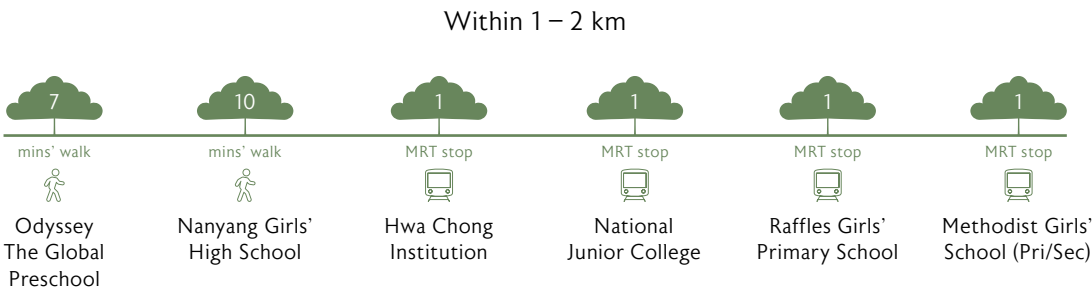 Within 1 – 2 km
7
10
1
1
1
1
mins' walk
mins' walk
MRT stop
MRT stop
MRT stop
MRT stop
Odyssey
The Global
Preschool
Nanyang Girls'
High School
Hwa Chong
Institution
National
Junior College
Raffles Girls'
Primary School
Methodist Girls'
School (Pri/Sec)